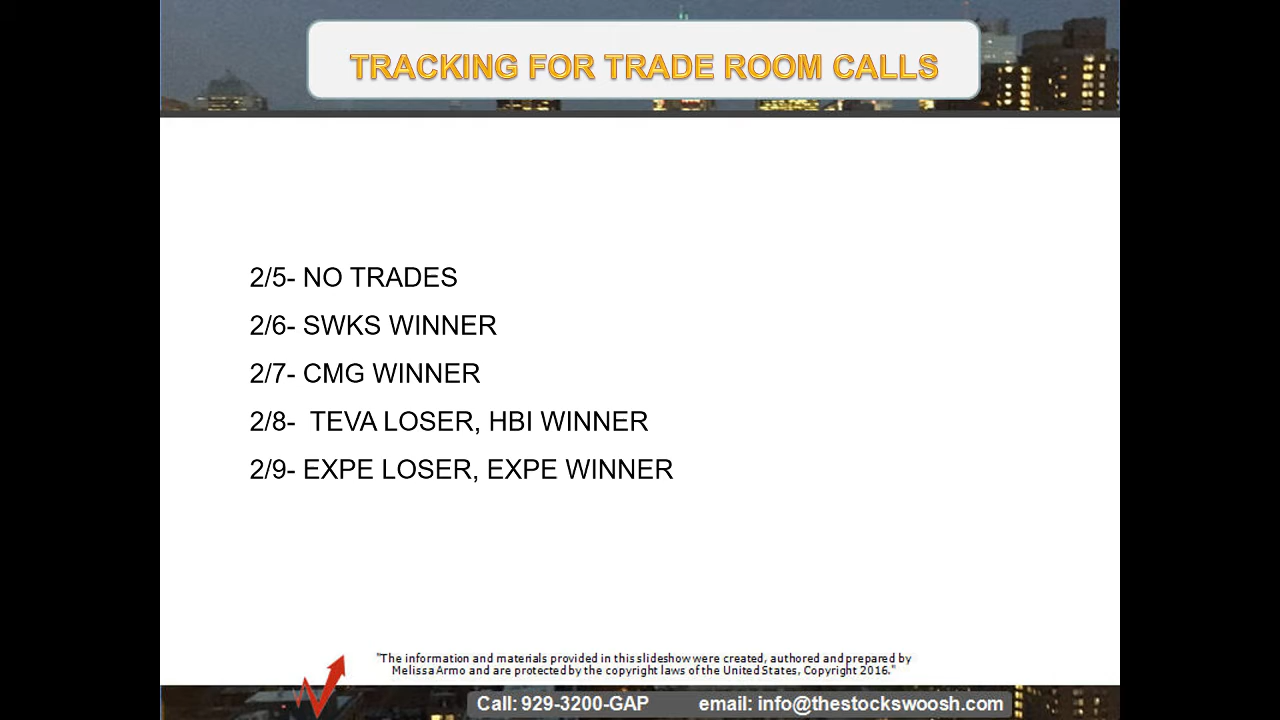 TRACKING FOR TRADE ROOM CALLS
2/5- NO TRADES
2/6- SWKS WINNER
2/7- CMG WINNER
2/8-  TEVA LOSER, HBI WINNER
2/9- EXPE LOSER, EXPE WINNER
"The information and materials provided in this slideshow were created, authored and prepared by
Melissa Armo and are protected by the copyright laws of the United States, Copyright 2016."
Call: 929-3200-GAP email: info@thestockswoosh.com